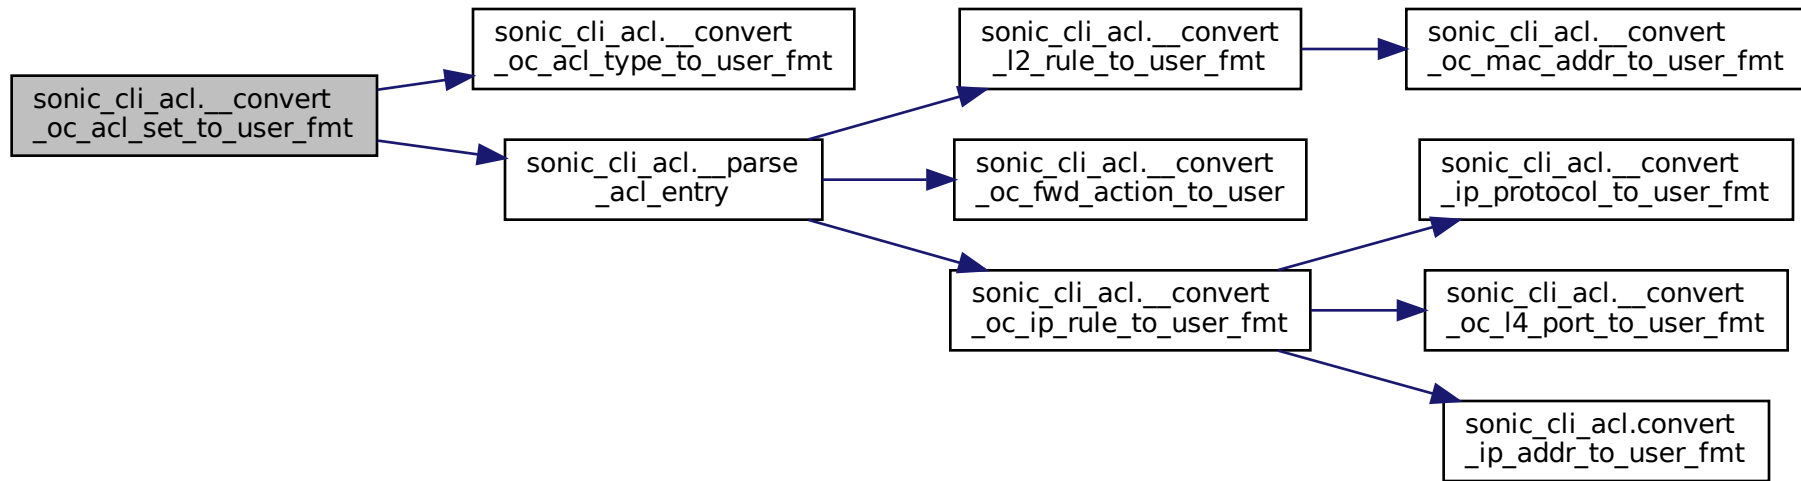 sonic_cli_acl.__convert
_oc_acl_set_to_user_fmt
sonic_cli_acl.__convert
_oc_acl_type_to_user_fmt
sonic_cli_acl.__parse
_acl_entry
sonic_cli_acl.__convert
_l2_rule_to_user_fmt
sonic_cli_acl.__convert
_oc_fwd_action_to_user
sonic_cli_acl.__convert
_oc_ip_rule_to_user_fmt
sonic_cli_acl.__convert
_oc_mac_addr_to_user_fmt
sonic_cli_acl.__convert
_ip_protocol_to_user_fmt
sonic_cli_acl.__convert
_oc_l4_port_to_user_fmt
sonic_cli_acl.convert
_ip_addr_to_user_fmt